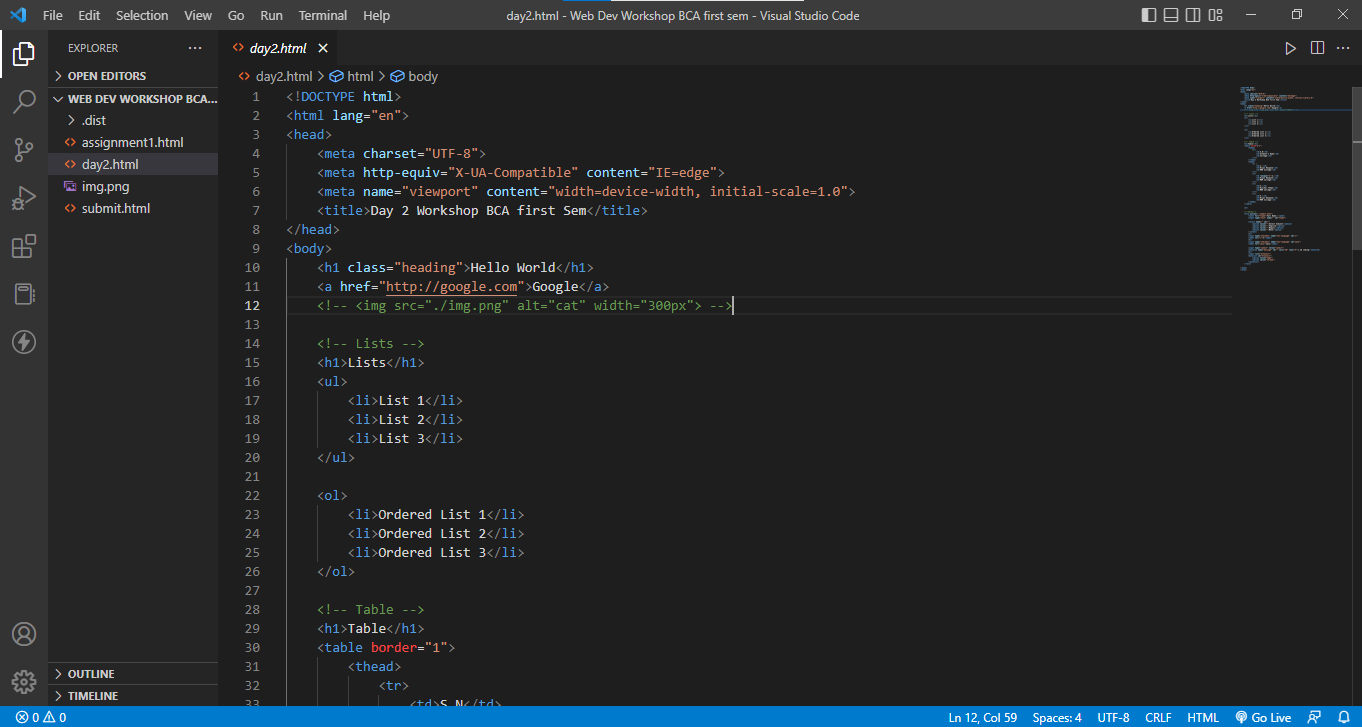 File Edit Selection View Go Run Terminal Help day2.html - Web Dev Workshop BCA first sem - Visual Studio Code
EXPLORER
OPEN EDITORS
WEB DEV WORKSHOP BCA...
.dist
assignment1.html
day2.html
img.png
submit.html
OUTLINE
TIMELINE
day2.html
day2.html > html > body
1 <!DOCTYPE html>
2 <html lang="en">
3 <head>
4 <meta charset="UTF-8">
5 <meta http-equiv="X-UA-Compatible" content="IE=edge">
6 <meta name="viewport" content="width=device-width, initial-scale=1.0">
7 <title>Day 2 Workshop BCA first Sem</title>
8 </head>
9 <body>
10 <h1 class="heading">Hello World</h1>
11 <a href="http://google.com">Google</a>
12 <!-- <img src="./img.png" alt="cat" width="300px"> -->
13
14 <!-- Lists -->
15 <h1>Lists</h1>
16 <ul>
17 <li>List 1</li>
18 <li>List 2</li>
19 <li>List 3</li>
20 </ul>
21
22 <ol>
23 <li>Ordered List 1</li>
24 <li>Ordered List 2</li>
25 <li>Ordered List 3</li>
26 </ol>
27
28 <!-- Table -->
29 <h1>Table</h1>
30 <table border="1">
31 <thead>
32 <tr>
33 <td>S.N</td>
0 0 Ln 12, Col 59 Spaces: 4 UTF-8 CRLF HTML Go Live